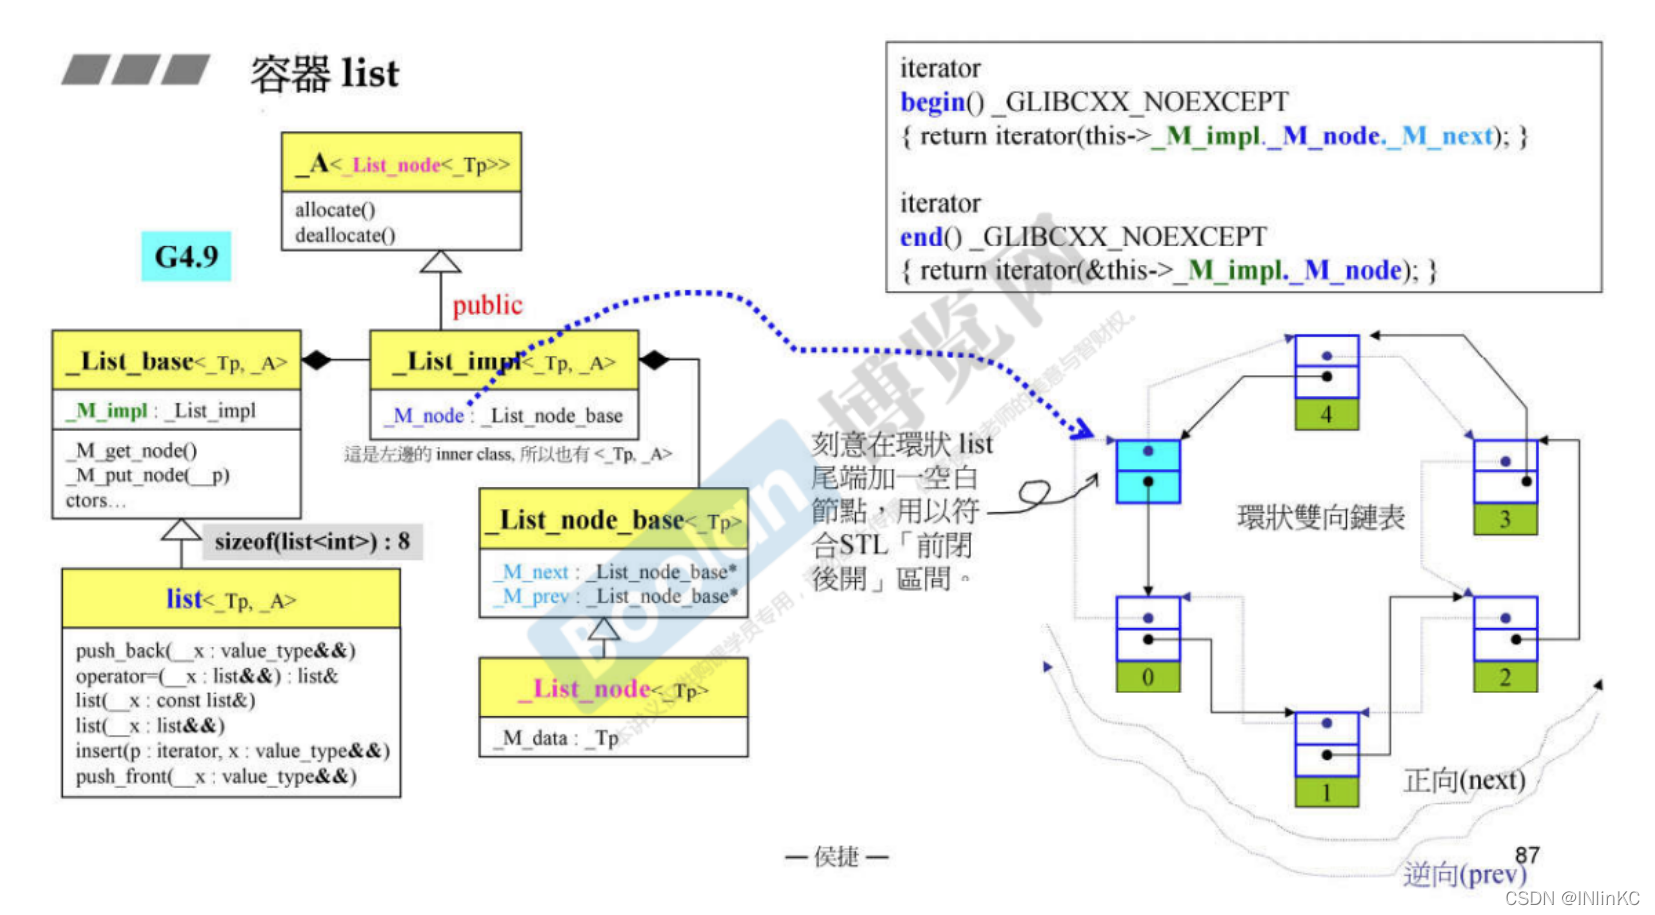 容器 list
iterator
begin() _GLIBCXX_NOEXCEPT
{ return iterator(this->_M_impl._M_node._M_next); }
iterator
end() _GLIBCXX_NOEXCEPT
{ return iterator(&this->_M_impl._M_node); }
_A<_List_node<_Tp>>
allocate()
deallocate()
G4.9
public
_List_base<_Tp, _A>
_M_impl : _List_impl
_M_get_node()
_M_put_node(__p)
ctors...
_List_impl<_Tp, _A>
_M_node : _List_node_base
這是左邊的 inner class, 所以也有 <_Tp, _A>
sizeof(list<int>) : 8
list<_Tp, _A>
push_back(__x : value_type&&)
operator=(__x : list&&) : list&
list(__x : const list&)
list(__x : list&&)
insert(p : iterator, x : value_type&&)
push_front(__x : value_type&&)
_List_node_base<_Tp>
_M_next : _List_node_base*
_M_prev : _List_node_base*
_List_node<_Tp>
_M_data : _Tp
刻意在環狀 list
尾端加一空白
節點，用以符
合STL「前閉
後開」區間。
4
環狀雙向鏈表
3
0
2
1
正向(next)
逆向(prev)
Boolan
博览网
— 侯捷 —
87
CSDN @INlinKC